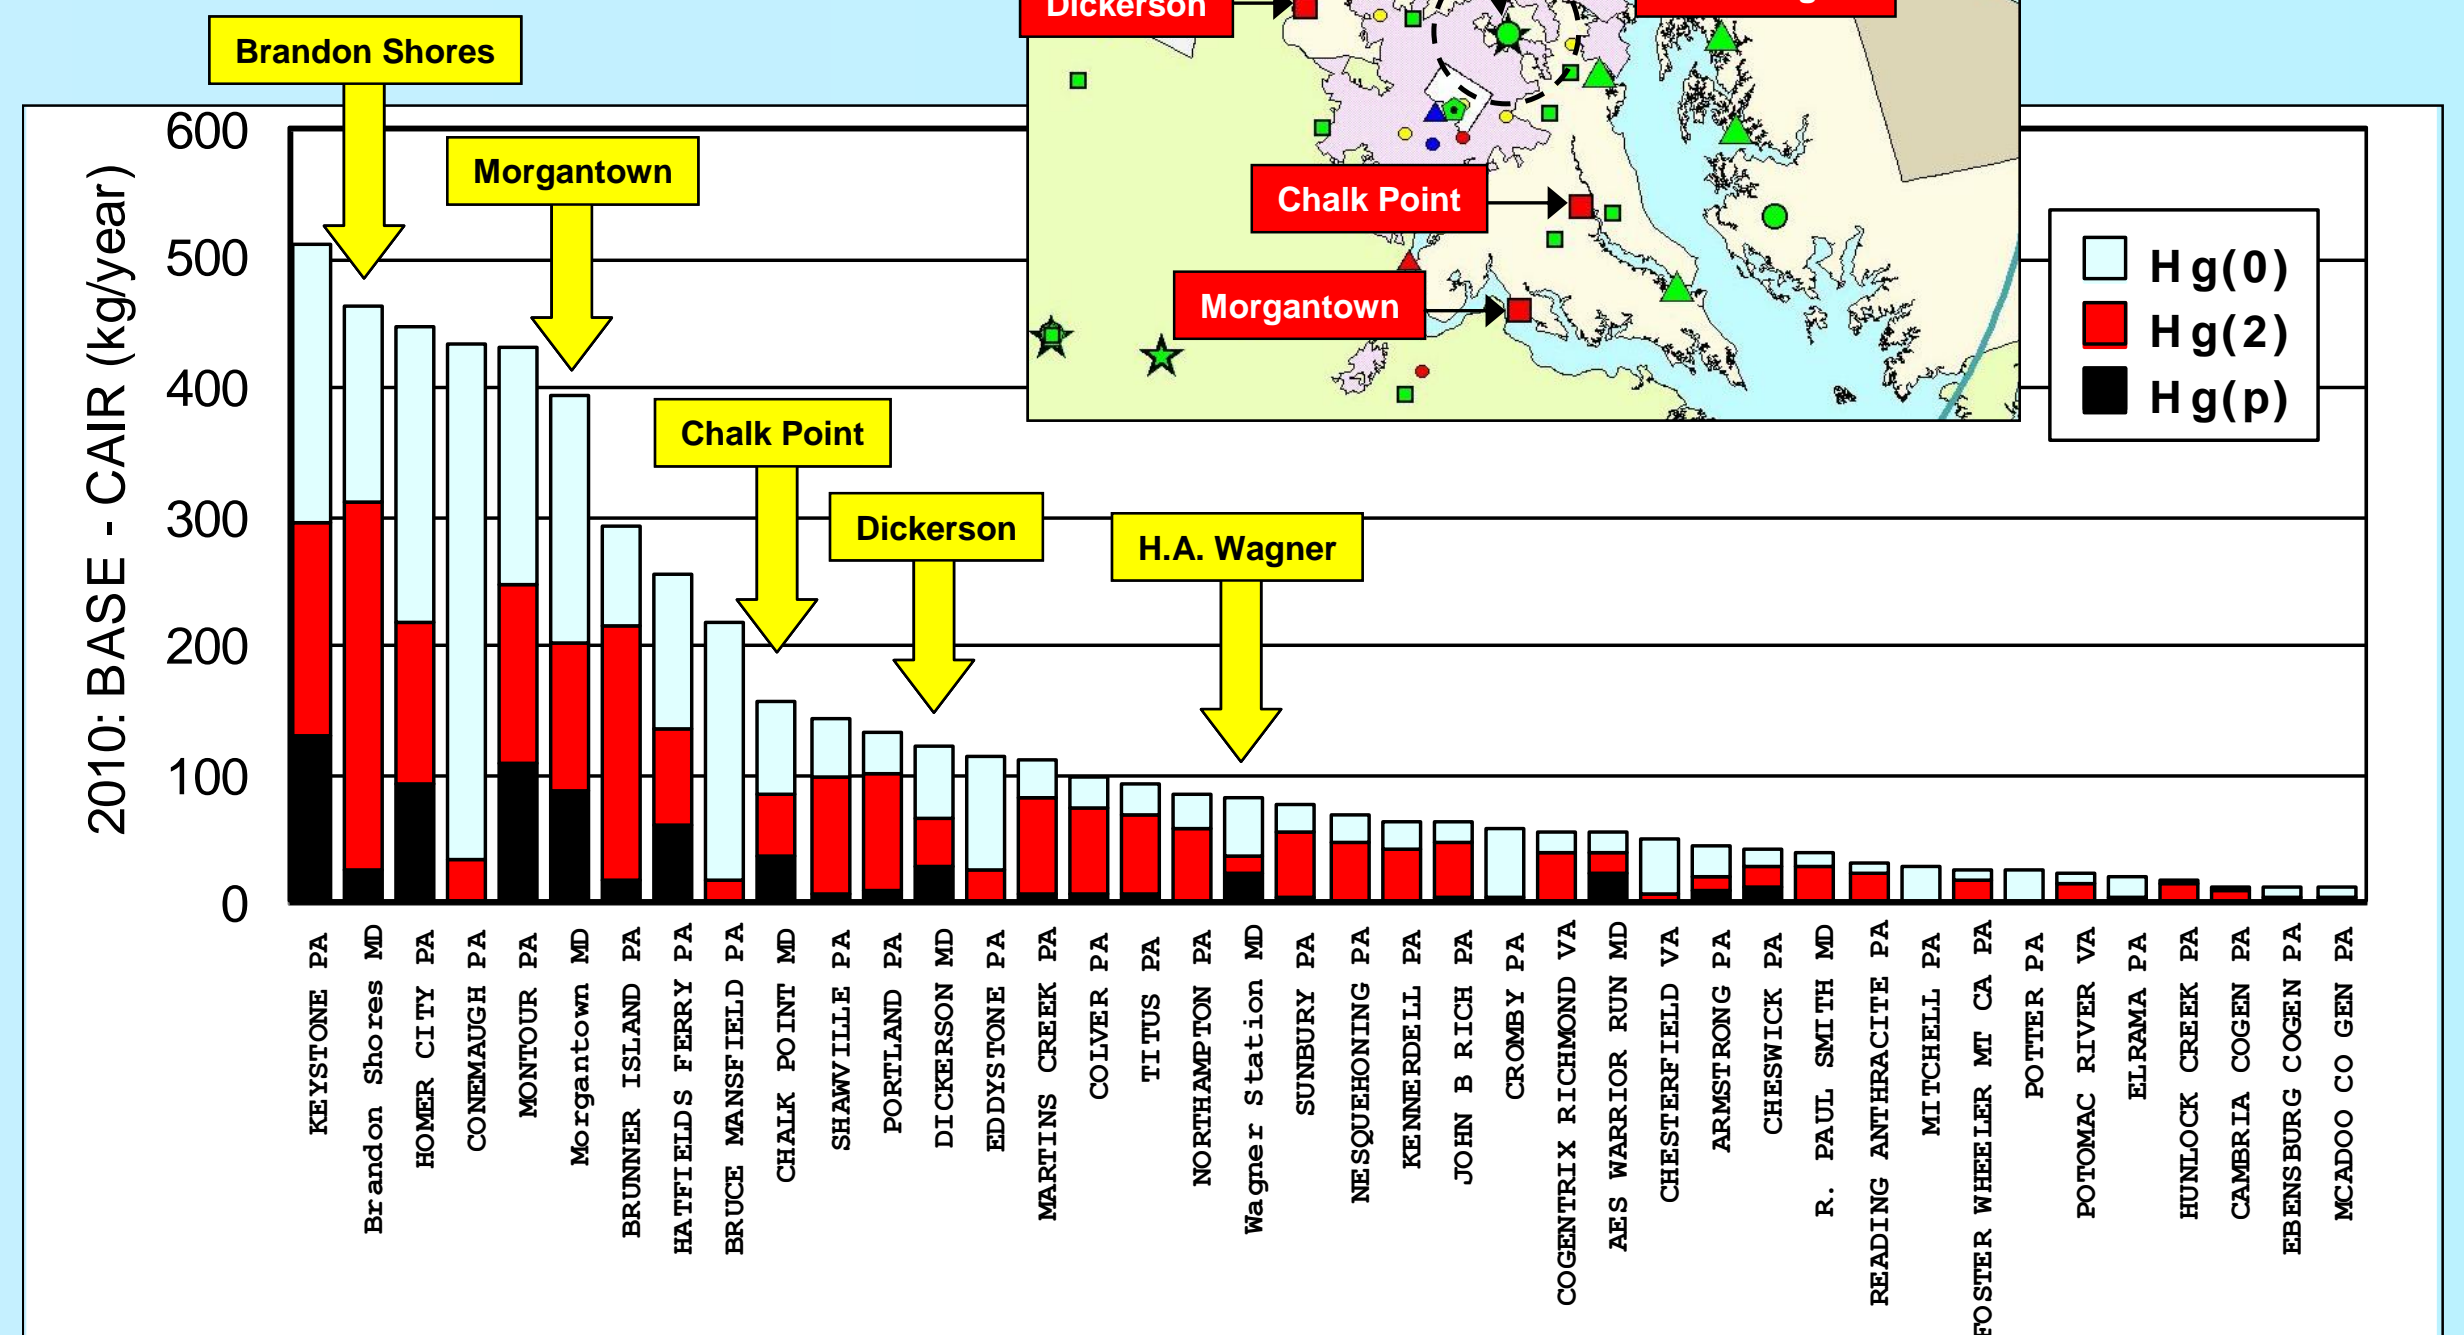 Dickerson
Brandon Shores
Morgantown
Chalk Point
Morgantown
Chalk Point
Dickerson
H.A. Wagner
Hg(0)
Hg(2)
Hg(p)
2010: BASE - CAIR (kg/year)
600
500
400
300
200
100
0
KEYSTONE PA
Brandon Shores MD
HOMER CITY PA
CONEMAUGH PA
MONTOUR PA
Morgantown MD
BRUNNER ISLAND PA
HATFIELDS FERRY PA
BRUCE MANSFIELD PA
CHALK POINT MD
SHAWVILLE PA
PORTLAND PA
DICKERSON MD
EDDYSTONE PA
MARTINS CREEK PA
COLVER PA
TITUS PA
NORTHAMPTON PA
Wagner Station MD
SUNBURY PA
NESQUEHONING PA
KENNERDELL PA
JOHN B RICH PA
CROMBY PA
COGENTRIX RICHMOND VA
AES WARRIOR RUN MD
CHESTERFIELD VA
ARMSTRONG PA
CHESWICK PA
R. PAUL SMITH MD
READING ANTHRACITE PA
MITCHELL PA
FOSTER WHEELER MT CA PA
POTTER PA
POTOMAC RIVER VA
ELRAMA PA
HUNLOCK CREEK PA
CAMBRIA COGEN PA
EBENSBURG COGEN PA
MCADOO CO GEN PA